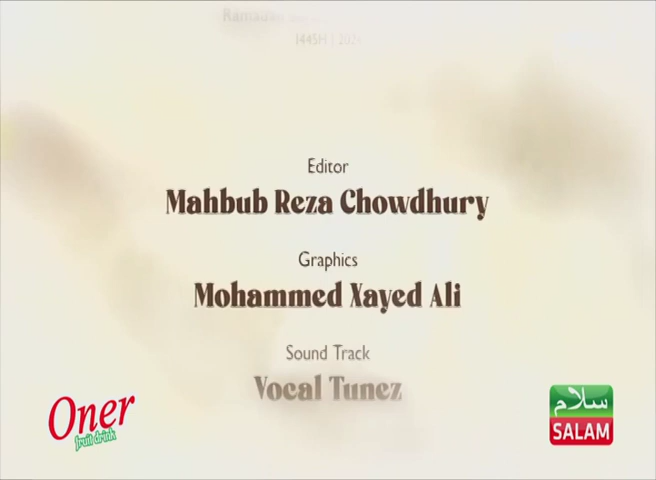 Ramadan
1445H | 202
Editor
Mahbub Reza Chowdhury
Graphics
Mohammed Xayed Ali
Sound Track
Vocal Tunez
Oner
fruit drink
سلام
SALAM